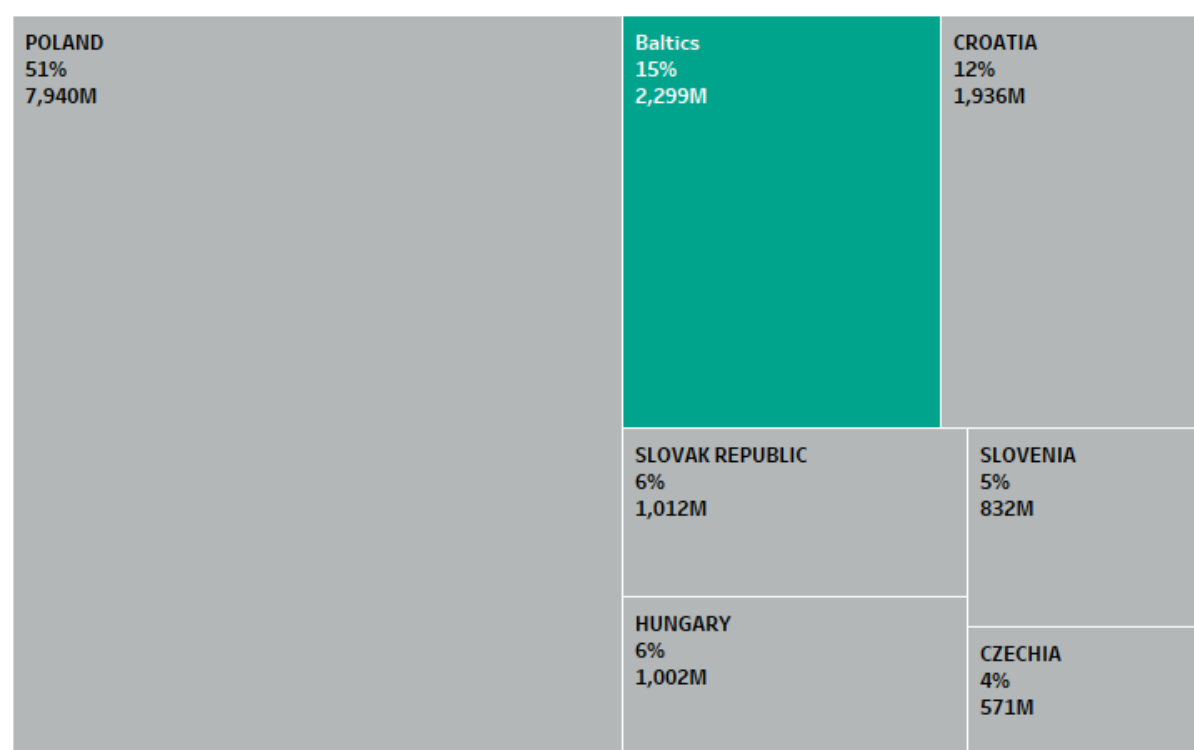 POLAND
51%
7,940M
Baltics
15%
2,299M
CROATIA
12%
1,936M
SLOVAK REPUBLIC
6%
1,012M
SLOVENIA
5%
832M
HUNGARY
6%
1,002M
CZECHIA
4%
571M